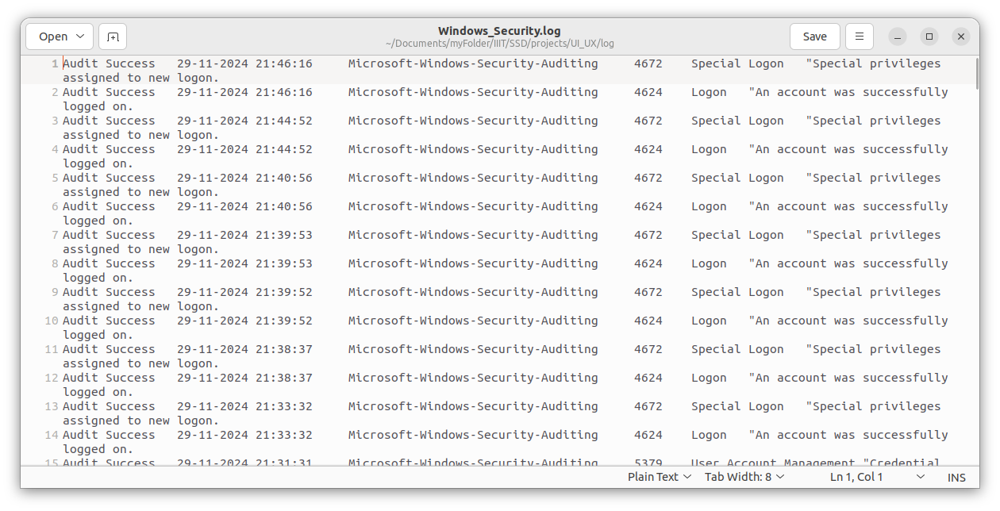 Open
Windows_Security.log
~/Documents/myFolder/IIIT/SSD/projects/UI_UX/log
Save
1 Audit Success 29-11-2024 21:46:16 Microsoft-Windows-Security-Auditing 4672 Special Logon "Special privileges
assigned to new logon.
2 Audit Success 29-11-2024 21:46:16 Microsoft-Windows-Security-Auditing 4624 Logon "An account was successfully
logged on.
3 Audit Success 29-11-2024 21:44:52 Microsoft-Windows-Security-Auditing 4672 Special Logon "Special privileges
assigned to new logon.
4 Audit Success 29-11-2024 21:44:52 Microsoft-Windows-Security-Auditing 4624 Logon "An account was successfully
logged on.
5 Audit Success 29-11-2024 21:40:56 Microsoft-Windows-Security-Auditing 4672 Special Logon "Special privileges
assigned to new logon.
6 Audit Success 29-11-2024 21:40:56 Microsoft-Windows-Security-Auditing 4624 Logon "An account was successfully
logged on.
7 Audit Success 29-11-2024 21:39:53 Microsoft-Windows-Security-Auditing 4672 Special Logon "Special privileges
assigned to new logon.
8 Audit Success 29-11-2024 21:39:53 Microsoft-Windows-Security-Auditing 4624 Logon "An account was successfully
logged on.
9 Audit Success 29-11-2024 21:39:52 Microsoft-Windows-Security-Auditing 4672 Special Logon "Special privileges
assigned to new logon.
10 Audit Success 29-11-2024 21:39:52 Microsoft-Windows-Security-Auditing 4624 Logon "An account was successfully
logged on.
11 Audit Success 29-11-2024 21:38:37 Microsoft-Windows-Security-Auditing 4672 Special Logon "Special privileges
assigned to new logon.
12 Audit Success 29-11-2024 21:38:37 Microsoft-Windows-Security-Auditing 4624 Logon "An account was successfully
logged on.
13 Audit Success 29-11-2024 21:33:32 Microsoft-Windows-Security-Auditing 4672 Special Logon "Special privileges
assigned to new logon.
14 Audit Success 29-11-2024 21:33:32 Microsoft-Windows-Security-Auditing 4624 Logon "An account was successfully
logged on.
15 Audit Success 29-11-2024 21:31:31 Microsoft-Windows-Security-Auditing 5379 User Account Management "Credential
Plain Text Tab Width: 8 Ln 1, Col 1 INS